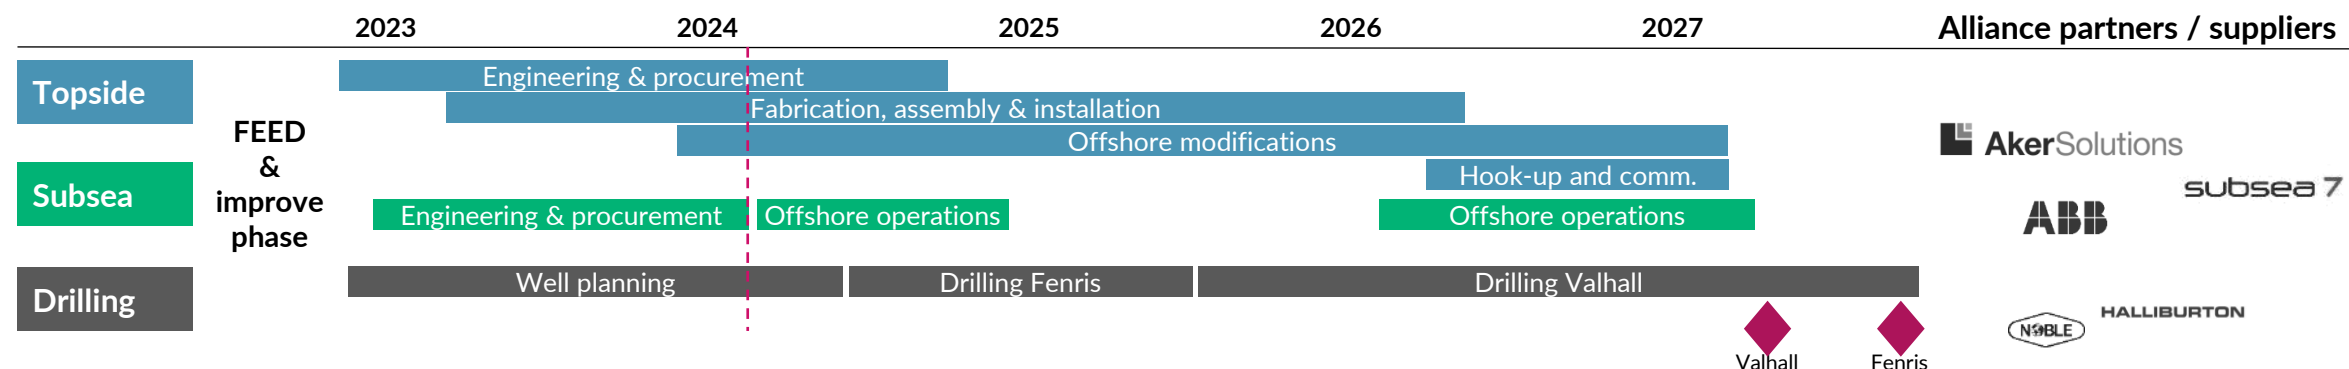 2023 2024 2025 2026 2027 Alliance partners / suppliers
Topside
Engineering & procurement
Fabrication, assembly & installation
Offshore modifications
Hook-up and comm.
FEED
&
improve
phase
Subsea
Engineering & procurement Offshore operations Offshore operations
Drilling
Well planning Drilling Fenris Drilling Valhall
Valhall Fenris
AkerSolutions
subsea 7
ABB
HALLIBURTON
NOBLE